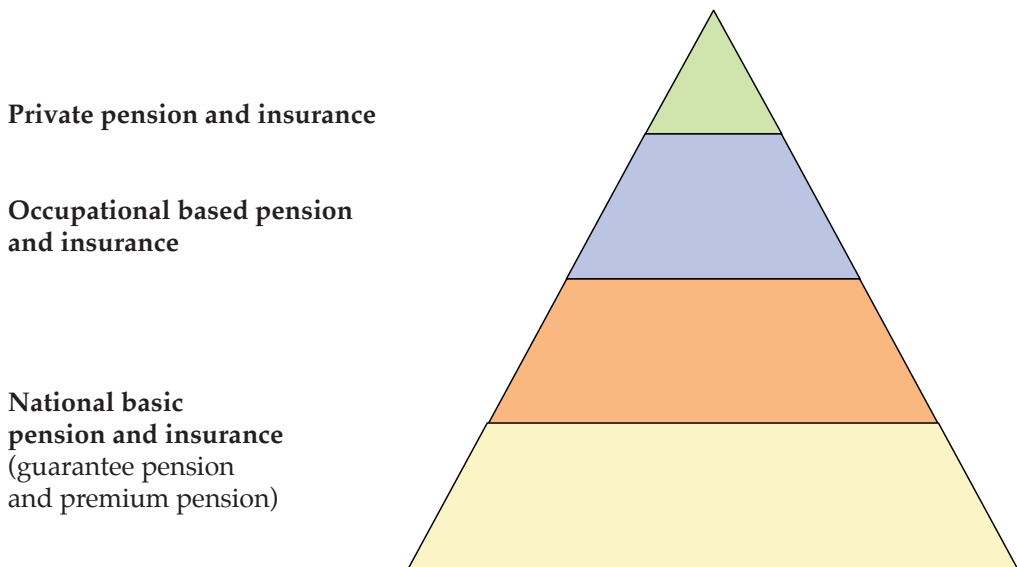 Private pension and insurance
Occupational based pension
and insurance
National basic
pension and insurance
(guarantee pension
and premium pension)